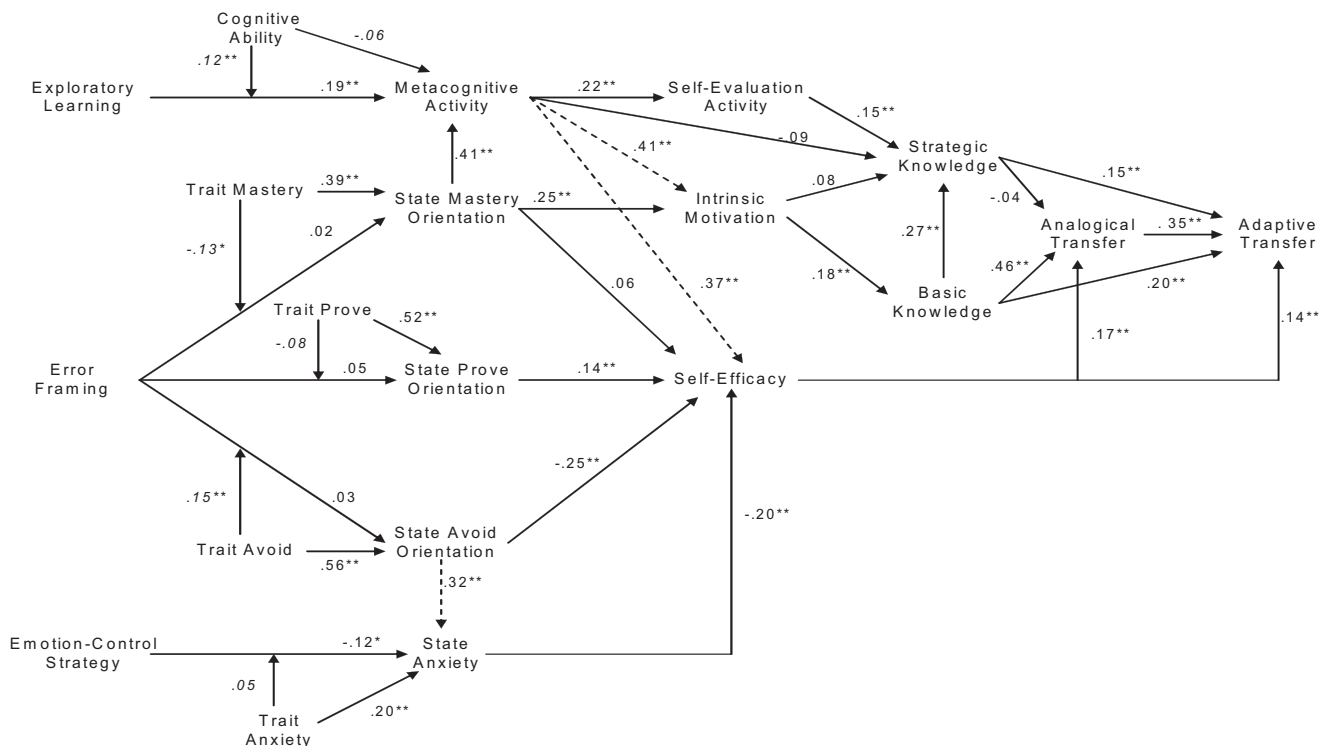 Cognitive
Ability
-.06
.12**
Exploratory
Learning
.19**
Metacognitive
Activity
.22**
Self-Evaluation
Activity
.15**
-.09
Strategic
Knowledge
.41**
.41**
.15**
Trait Mastery
.39**
State Mastery
Orientation
.25**
Intrinsic
Motivation
.08
-.04
-.13*
.02
.27**
Analogical
Transfer
.35**
Adaptive
Transfer
.18**
.46**
.20**
Basic
Knowledge
.06
.37**
Trait Prove
.52**
-.08
.17**
.14**
Error
Framing
.05
State Prove
Orientation
.14**
Self-Efficacy
-.25**
.15**
.03
-.20**
Trait Avoid
.56**
State Avoid
Orientation
.32**
Emotion-Control
Strategy
-.12*
State
Anxiety
.05
.20**
Trait
Anxiety